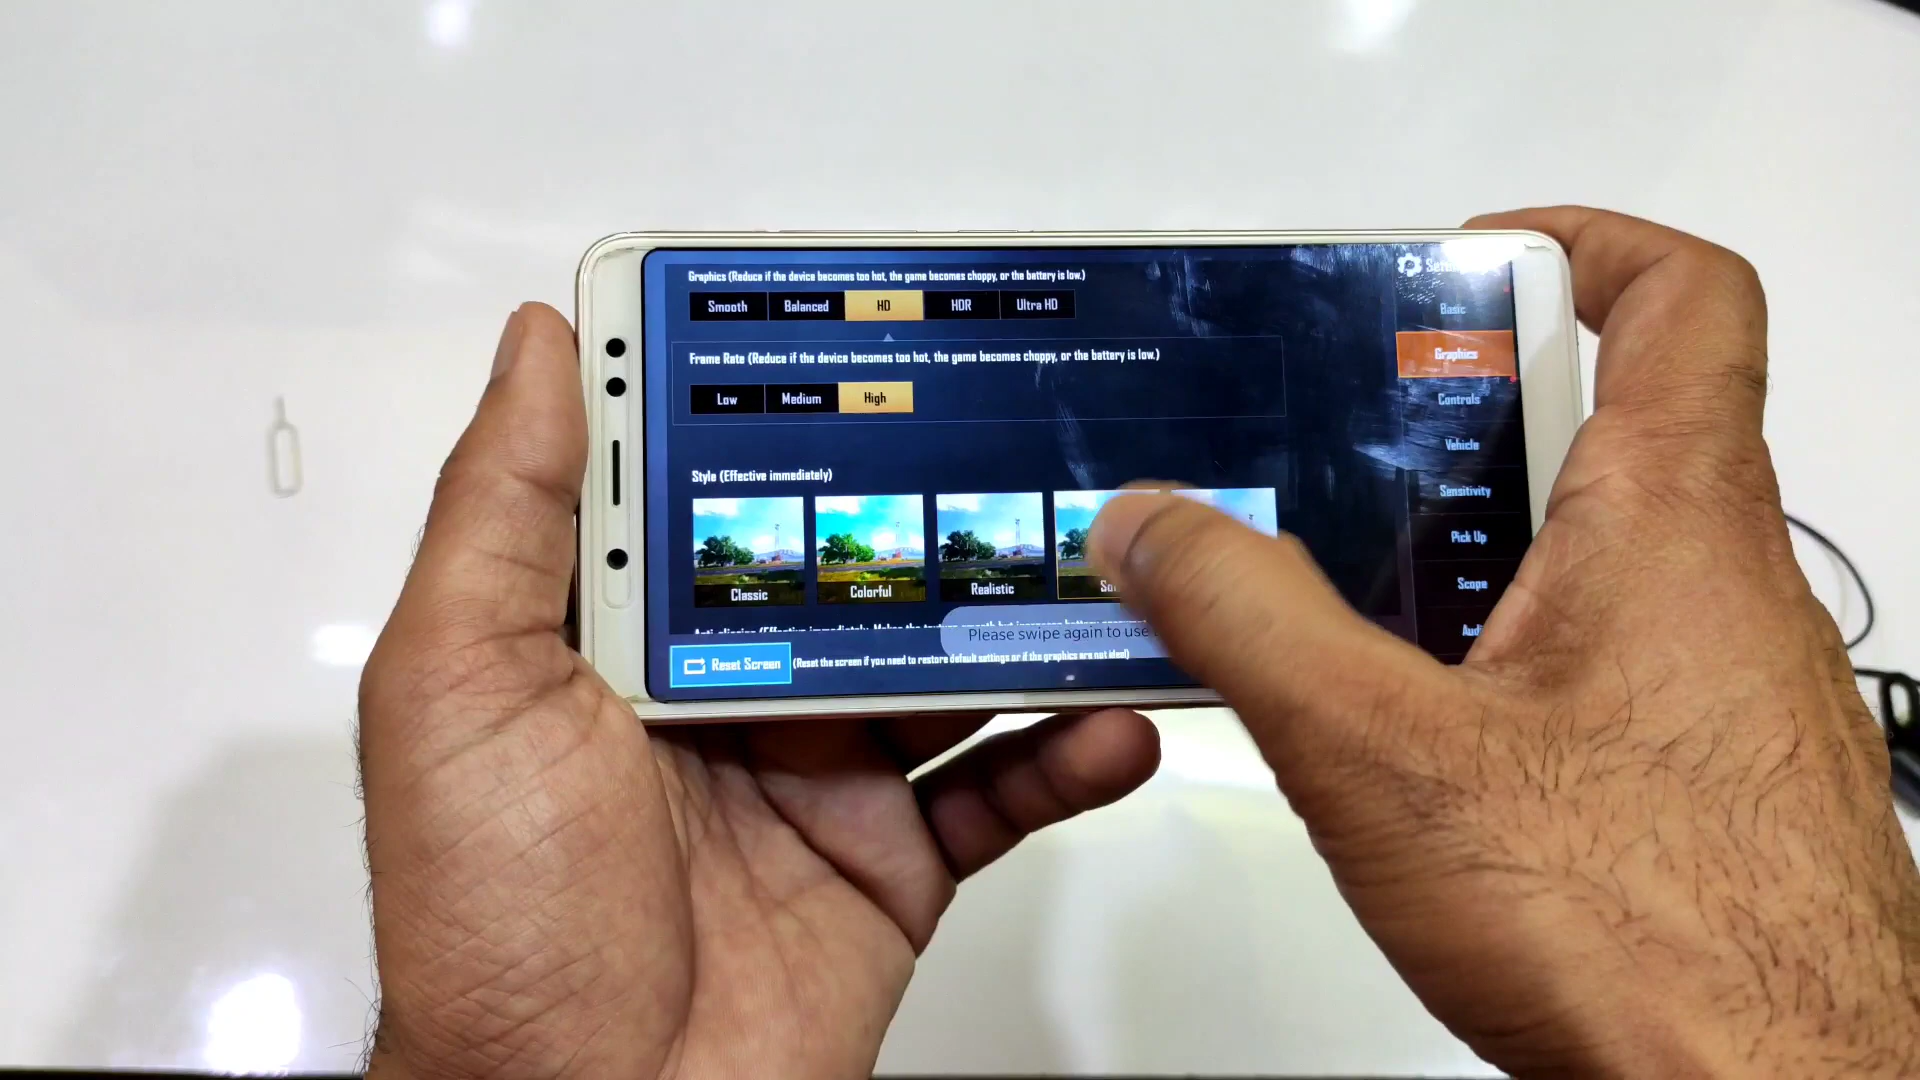 Graphics (Reduce if the device becomes too hot, the game becomes choppy, or the battery is low.)
Smooth Balanced HD HDR Ultra HD
Frame Rate (Reduce if the device becomes too hot, the game becomes choppy, or the battery is low.)
Low Medium High
Style (Effective immediately)
Classic Colorful Realistic
Please swipe again to use
Reset Screen (Reset the screen if you need to restore default settings or if the graphics are not ideal)
Basic
Graphics
Controls
Vehicle
Sensitivity
Pick Up
Scope